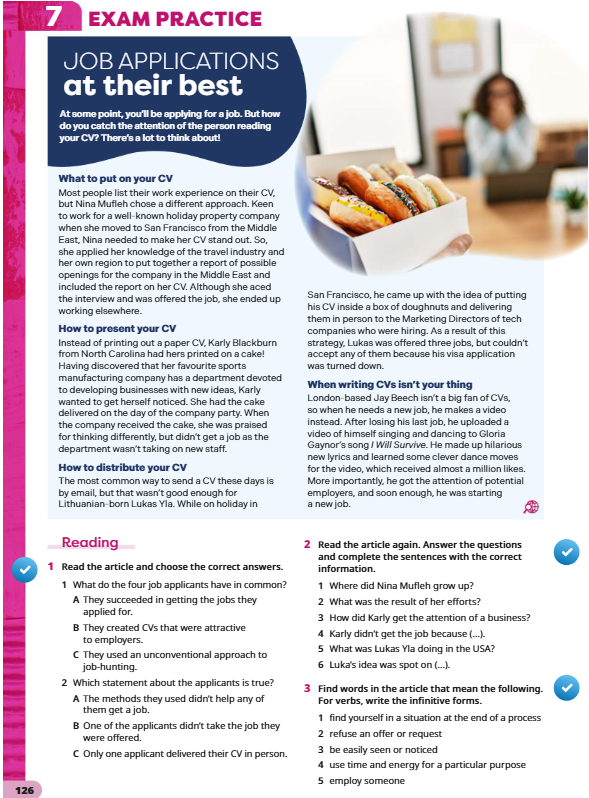 7 EXAM PRACTICE
JOB APPLICATIONS
at their best
At some point, you'll be applying for a job. But how
do you catch the attention of the person reading
your CV? There's a lot to think about!
What to put on your CV
Most people list their work experience on their CV,
but Nina Mufleh chose a different approach. Keen
to work for a well-known holiday property company
when she moved to San Francisco from the Middle
East, Nina needed to make her CV stand out. So,
she applied her knowledge of the travel industry and
her own region to put together a report of possible
openings for the company in the Middle East and
included the report on her CV. Although she aced
the interview and was offered the job, she ended up
working elsewhere.
How to present your CV
Instead of printing out a paper CV, Karly Blackburn
from North Carolina had hers printed on a cake!
Having discovered that her favourite sports
manufacturing company has a department devoted
to developing businesses with new ideas, Karly
wanted to get herself noticed. She had the cake
delivered on the day of the company party. When
the company received the cake, she was praised
for thinking differently, but didn't get a job as the
department wasn't taking on new staff.
How to distribute your CV
The most common way to send a CV these days is
by email, but that wasn't good enough for
Lithuanian-born Lukas Yla. While on holiday in
San Francisco, he came up with the idea of putting
his CV inside a box of doughnuts and delivering
them in person to the Marketing Directors of tech
companies who were hiring. As a result of this
strategy, Lukas was offered three jobs, but couldn't
accept any of them because his visa application
was turned down.
When writing CVs isn't your thing
London-based Jay Beech isn't a big fan of CVs,
so when he needs a new job, he makes a video
instead. After losing his last job, he uploaded a
video of himself singing and dancing to Gloria
Gaynor's song I Will Survive. He made up hilarious
new lyrics and learned some clever dance moves
for the video, which received almost a million likes.
More importantly, he got the attention of potential
employers, and soon enough, he was starting
a new job.
Reading
1 Read the article and choose the correct answers.
1 What do the four job applicants have in common?
A They succeeded in getting the jobs they
applied for.
B They created CVs that were attractive
to employers.
C They used an unconventional approach to
job-hunting.
2 Which statement about the applicants is true?
A The methods they used didn't help any of
them get a job.
B One of the applicants didn't take the job they
were offered.
C Only one applicant delivered their CV in person.
2 Read the article again. Answer the questions
and complete the sentences with the correct
information.
1 Where did Nina Mufleh grow up?
2 What was the result of her efforts?
3 How did Karly get the attention of a business?
4 Karly didn't get the job because (...).
5 What was Lukas Yla doing in the USA?
6 Luka's idea was spot on (...).
3 Find words in the article that mean the following.
For verbs, write the infinitive forms.
1 find yourself in a situation at the end of a process
2 refuse an offer or request
3 be easily seen or noticed
4 use time and energy for a particular purpose
5 employ someone
126